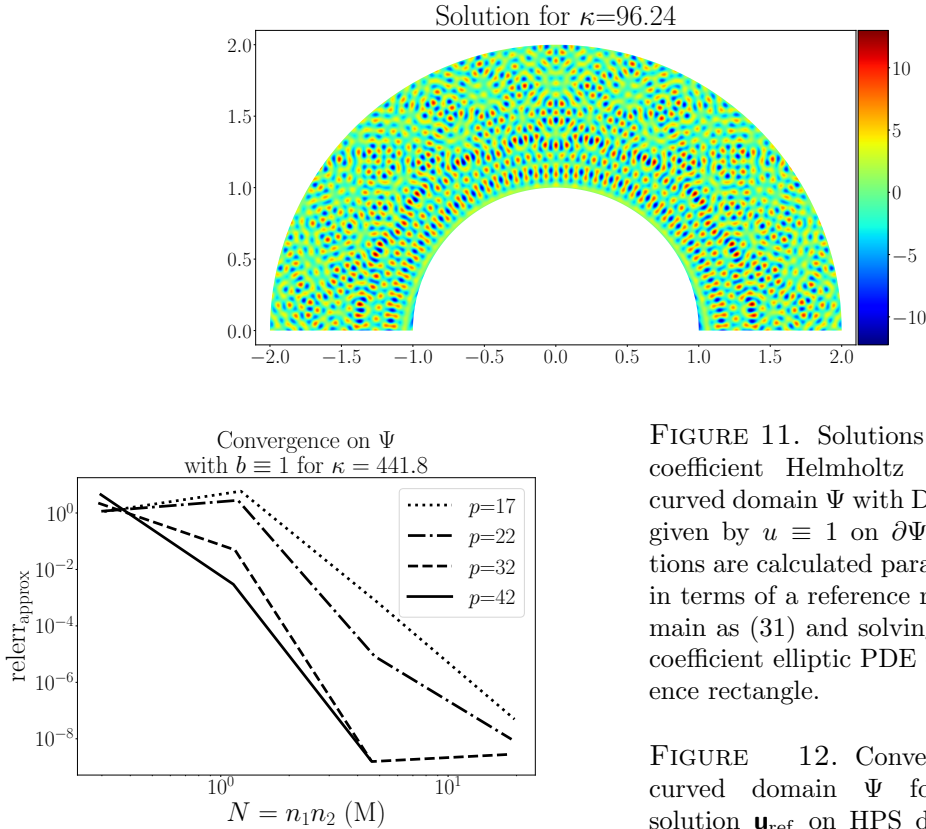 Solution for κ=96.24
2.0
1.5
1.0
0.5
0.0
−2.0 −1.5 −1.0 −0.5 0.0 0.5 1.0 1.5 2.0
10
5
0
−5
−10
Convergence on Ψ
with b ≡ 1 for κ = 441.8
relerr_approx
10^0
10^−2
10^−4
10^−6
10^−8
p=17
p=22
p=32
p=42
10^0 10^1
N = n_1n_2 (M)
FIGURE 11. Solutions
coefficient Helmholtz
curved domain Ψ with D
given by u ≡ 1 on ∂Ψ
tions are calculated para
in terms of a reference r
main as (31) and solving
coefficient elliptic PDE
ence rectangle.
FIGURE 12. Conver
curved domain Ψ fo
solution u_ref on HPS d